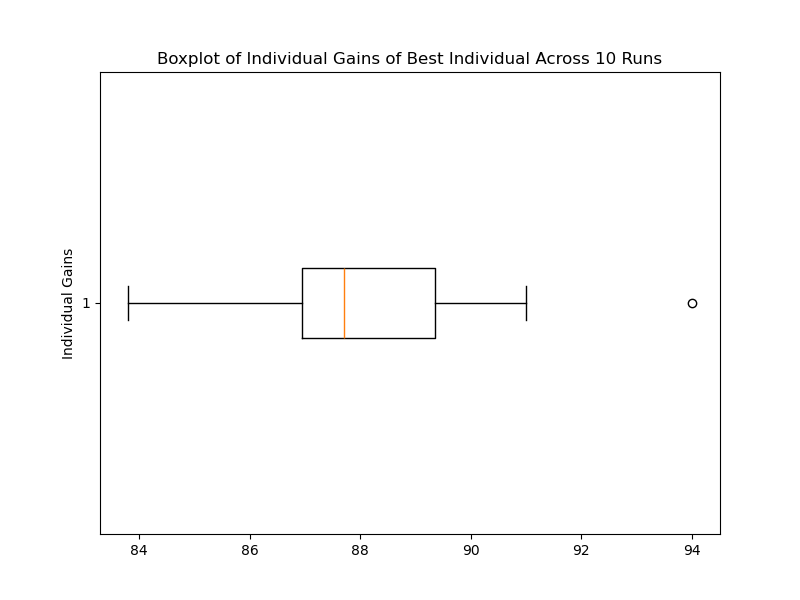 Boxplot of Individual Gains of Best Individual Across 10 Runs
Individual Gains
1
84 86 88 90 92 94